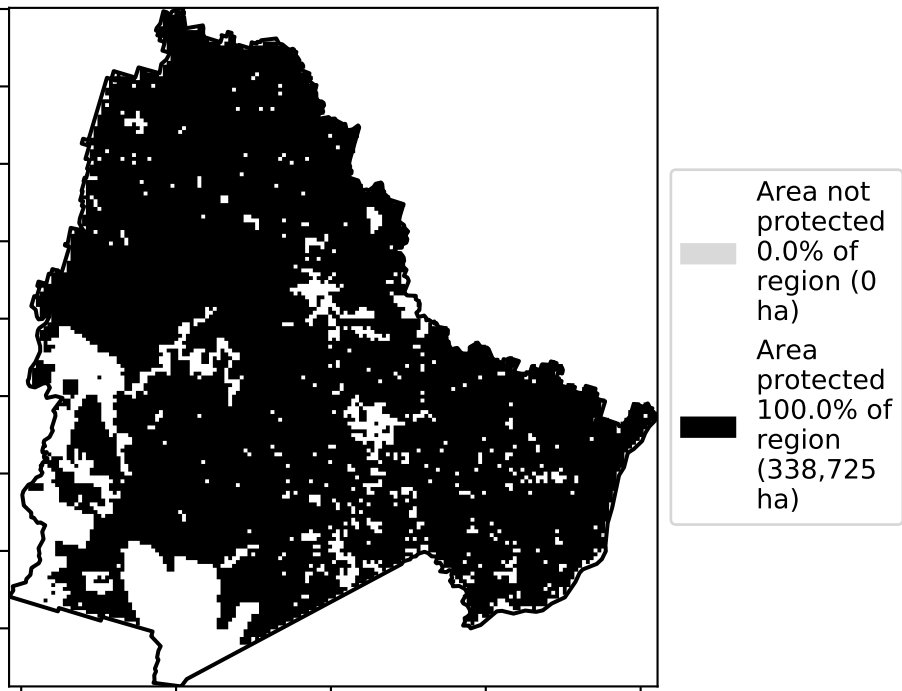 Area not
protected
0.0% of
region (0
ha)
Area
protected
100.0% of
region
(338,725
ha)